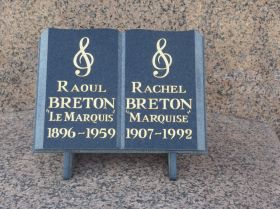 RAOUL
BRETON
"LE MARQUIS"
1896~1959
RACHEL
BRETON
"MARQUISE"
1907~1992